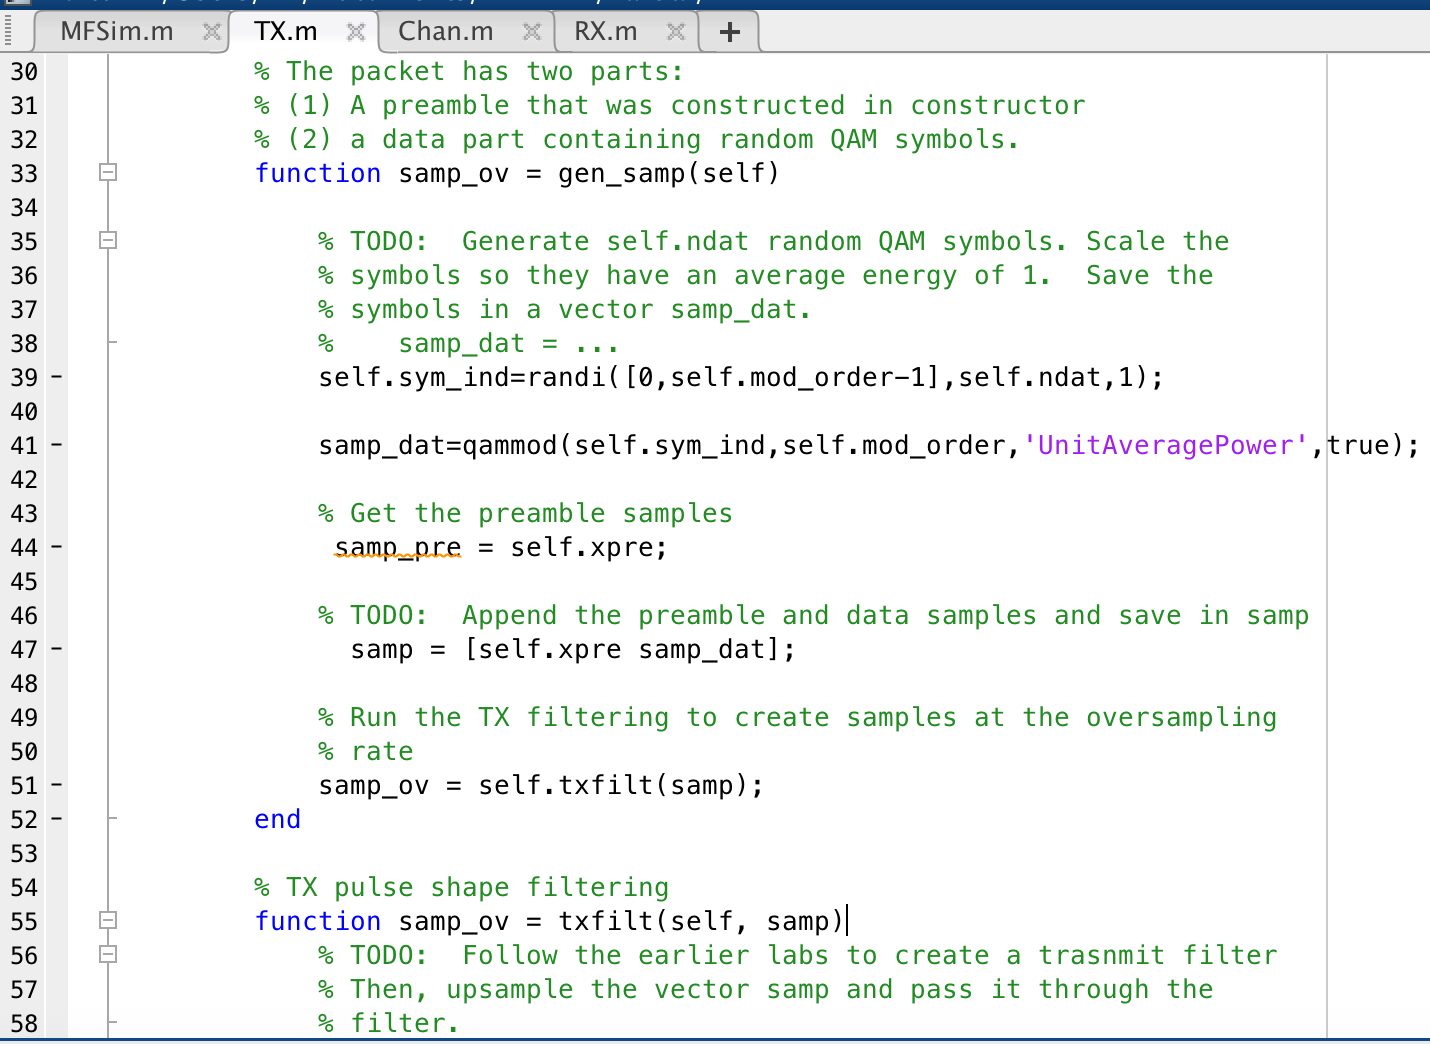 MFSim.m TX.m Chan.m RX.m +
30 % The packet has two parts:
31 % (1) A preamble that was constructed in constructor
32 % (2) a data part containing random QAM symbols.
33 function samp_ov = gen_samp(self)
34
35 % TODO:  Generate self.ndat random QAM symbols. Scale the
36 % symbols so they have an average energy of 1.  Save the
37 % symbols in a vector samp_dat.
38 %    samp_dat = ...
39 - self.sym_ind=randi([0,self.mod_order-1],self.ndat,1);
40
41 - samp_dat=qammod(self.sym_ind,self.mod_order,'UnitAveragePower',true);
42
43 % Get the preamble samples
44 - samp_pre = self.xpre;
45
46 % TODO:  Append the preamble and data samples and save in samp
47 - samp = [self.xpre samp_dat];
48
49 % Run the TX filtering to create samples at the oversampling
50 % rate
51 - samp_ov = self.txfilt(samp);
52 - end
53
54 % TX pulse shape filtering
55 function samp_ov = txfilt(self, samp)
56 % TODO:  Follow the earlier labs to create a trasnmit filter
57 % Then, upsample the vector samp and pass it through the
58 % filter.